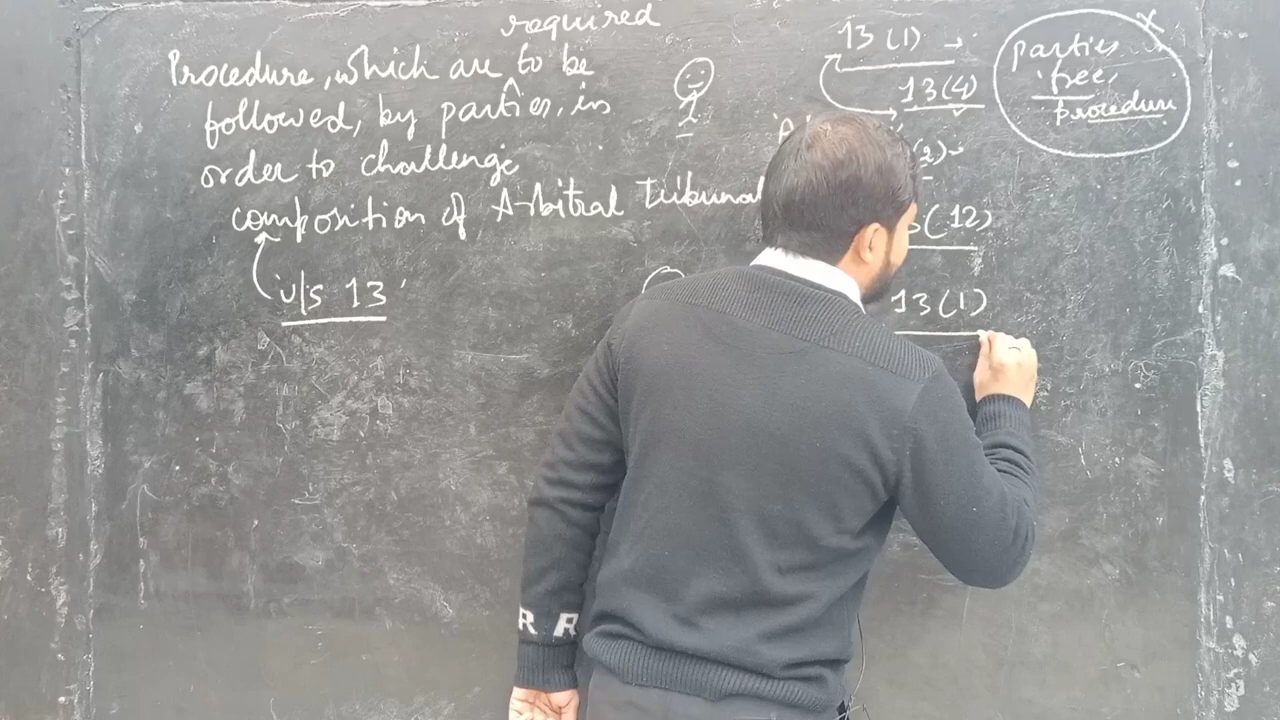 required
Procedure, which are ^ to be
followed, by parties, in
order to challenge
composition of Arbitral Tribunal
u/s 13
13(1) →
13(4)
(2)
(12)
13(1)
parties
free,
procedure
x
R R